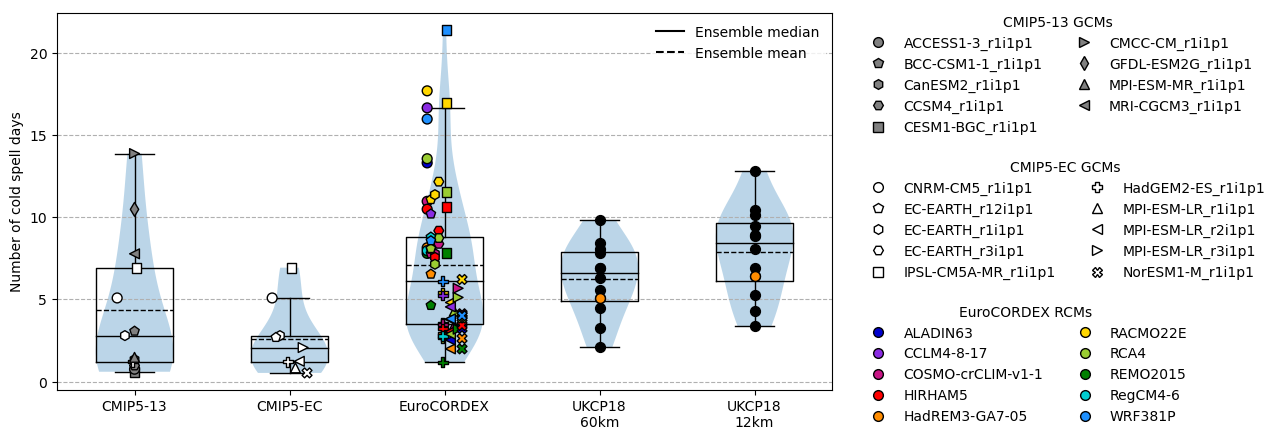 Number of cold spell days
20
15
10
5
0
Ensemble median
Ensemble mean
CMIP5-13
CMIP5-EC
EuroCORDEX
UKCP18
60km
UKCP18
12km
CMIP5-13 GCMs
ACCESS1-3_r1i1p1
BCC-CSM1-1_r1i1p1
CanESM2_r1i1p1
CCSM4_r1i1p1
CESM1-BGC_r1i1p1
CMCC-CM_r1i1p1
GFDL-ESM2G_r1i1p1
MPI-ESM-MR_r1i1p1
MRI-CGCM3_r1i1p1
CMIP5-EC GCMs
CNRM-CM5_r1i1p1
EC-EARTH_r12i1p1
EC-EARTH_r1i1p1
EC-EARTH_r3i1p1
IPSL-CM5A-MR_r1i1p1
HadGEM2-ES_r1i1p1
MPI-ESM-LR_r1i1p1
MPI-ESM-LR_r2i1p1
MPI-ESM-LR_r3i1p1
NorESM1-M_r1i1p1
EuroCORDEX RCMs
ALADIN63
CCLM4-8-17
COSMO-crCLIM-v1-1
HIRHAM5
HadREM3-GA7-05
RACMO22E
RCA4
REMO2015
RegCM4-6
WRF381P